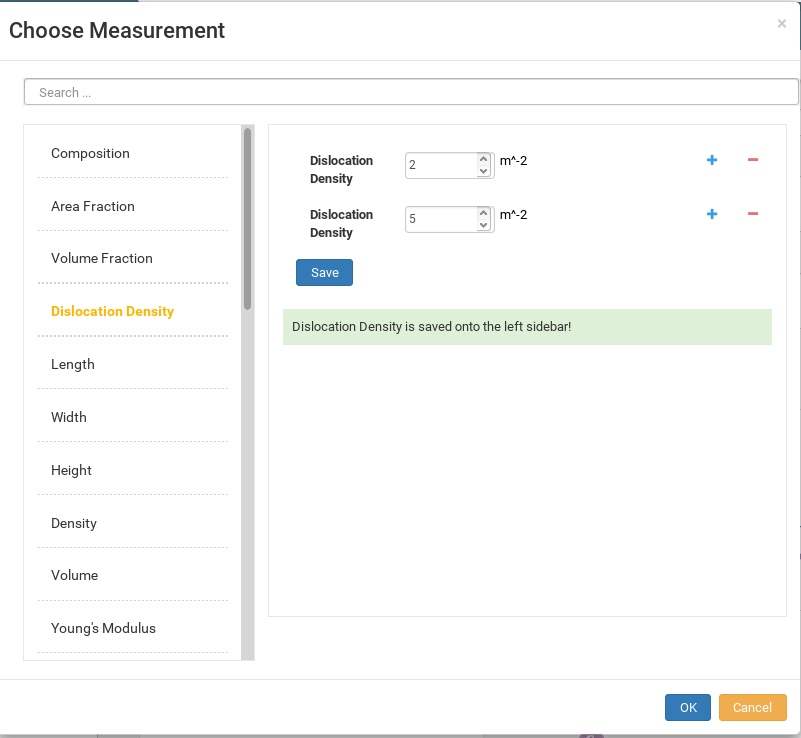 Choose Measurement
×
Search ...
Composition
Area Fraction
Volume Fraction
Dislocation Density
Length
Width
Height
Density
Volume
Young's Modulus
Dislocation
Density
2
m^-2
Dislocation
Density
5
m^-2
Save
Dislocation Density is saved onto the left sidebar!
OK
Cancel